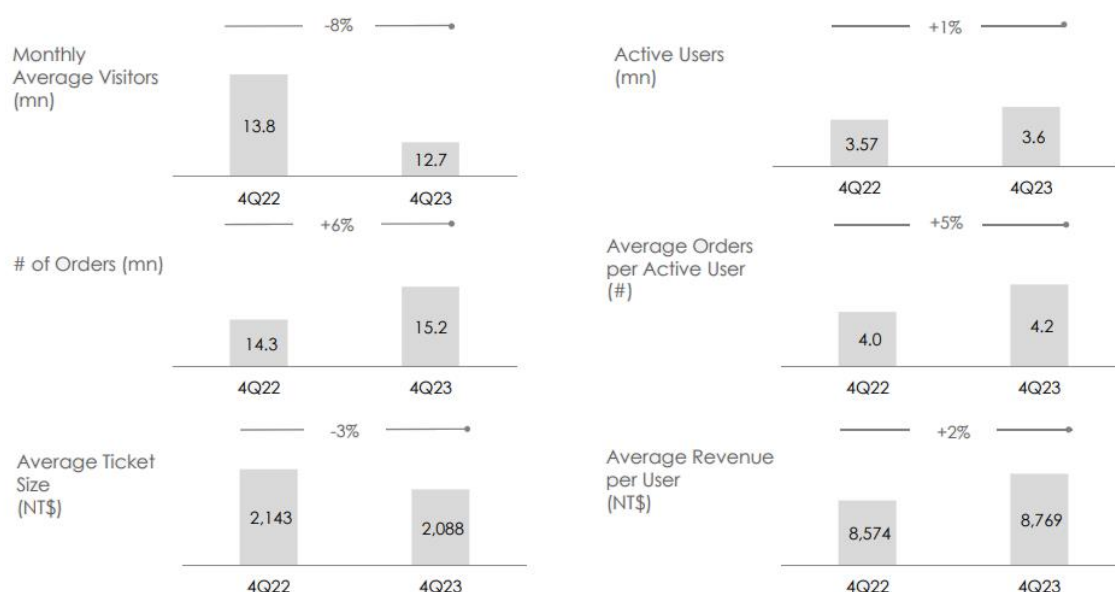 -8%
Monthly
Average Visitors
(mn)
13.8
12.7
4Q22
4Q23
+1%
Active Users
(mn)
3.57
3.6
4Q22
4Q23
+6%
# of Orders (mn)
14.3
15.2
4Q22
4Q23
+5%
Average Orders
per Active User
(#)
4.0
4.2
4Q22
4Q23
-3%
Average Ticket
Size
(NT$)
2,143
2,088
4Q22
4Q23
+2%
Average Revenue
per User
(NT$)
8,574
8,769
4Q22
4Q23